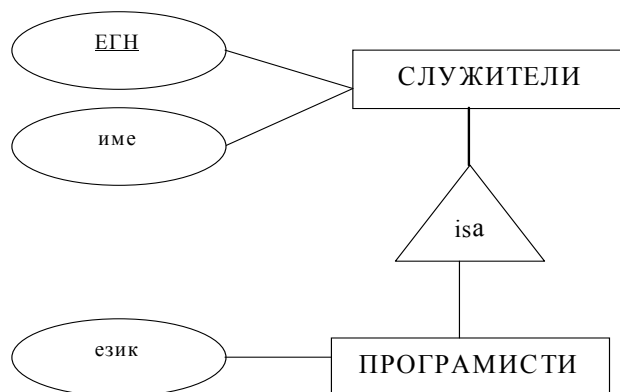 ЕГН
СЛУЖИТЕЛИ
име
isa
език
ПРОГРАМИСТИ